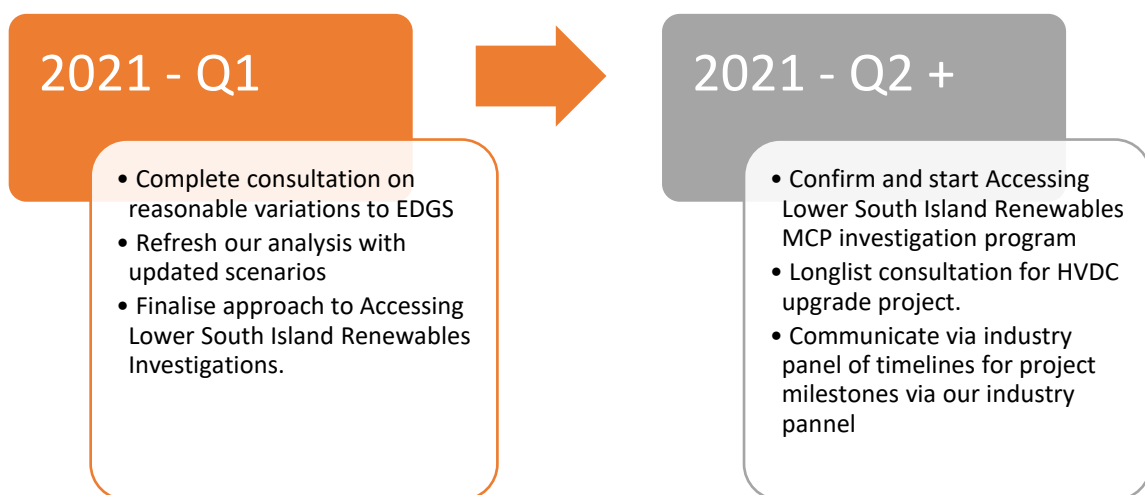 2021 - Q1
• Complete consultation on
reasonable variations to EDGS
• Refresh our analysis with
updated scenarios
• Finalise approach to Accessing
Lower South Island Renewables
Investigations.
2021 - Q2 +
• Confirm and start Accessing
Lower South Island Renewables
MCP investigation program
• Longlist consultation for HVDC
upgrade project.
• Communicate via industry
panel of timelines for project
milestones via our industry
pannel